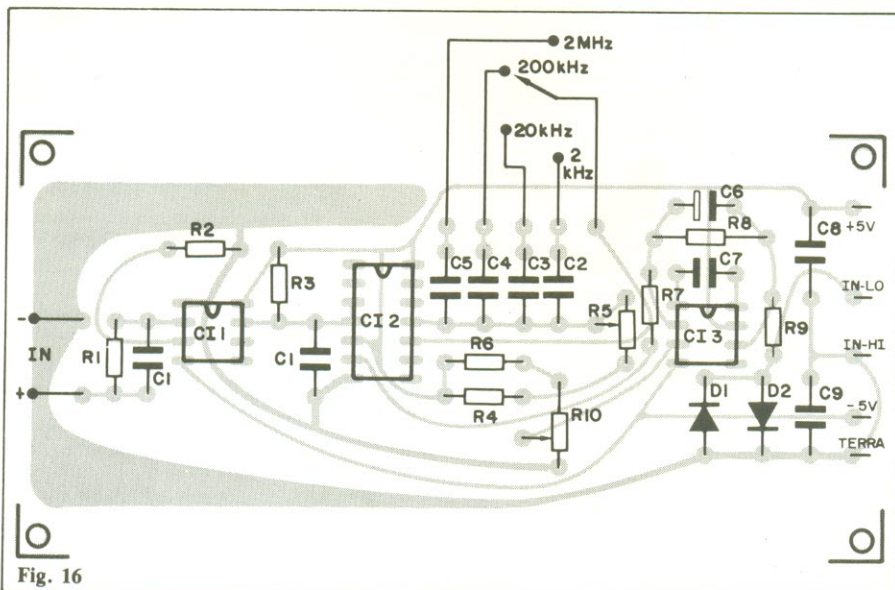 2MHz
200kHz
20kHz
2
kHz
C6
R2
R8
C8
+5V
R3
C5
C4
C3
C2
C7
IN-LO
R7
-
CI 1
CI 2
R5
CI 3
R9
IN
R1
C1
C1
R6
IN-HI
D1
D2
C9
+
R4
R10
-5V
TERRA
Fig. 16